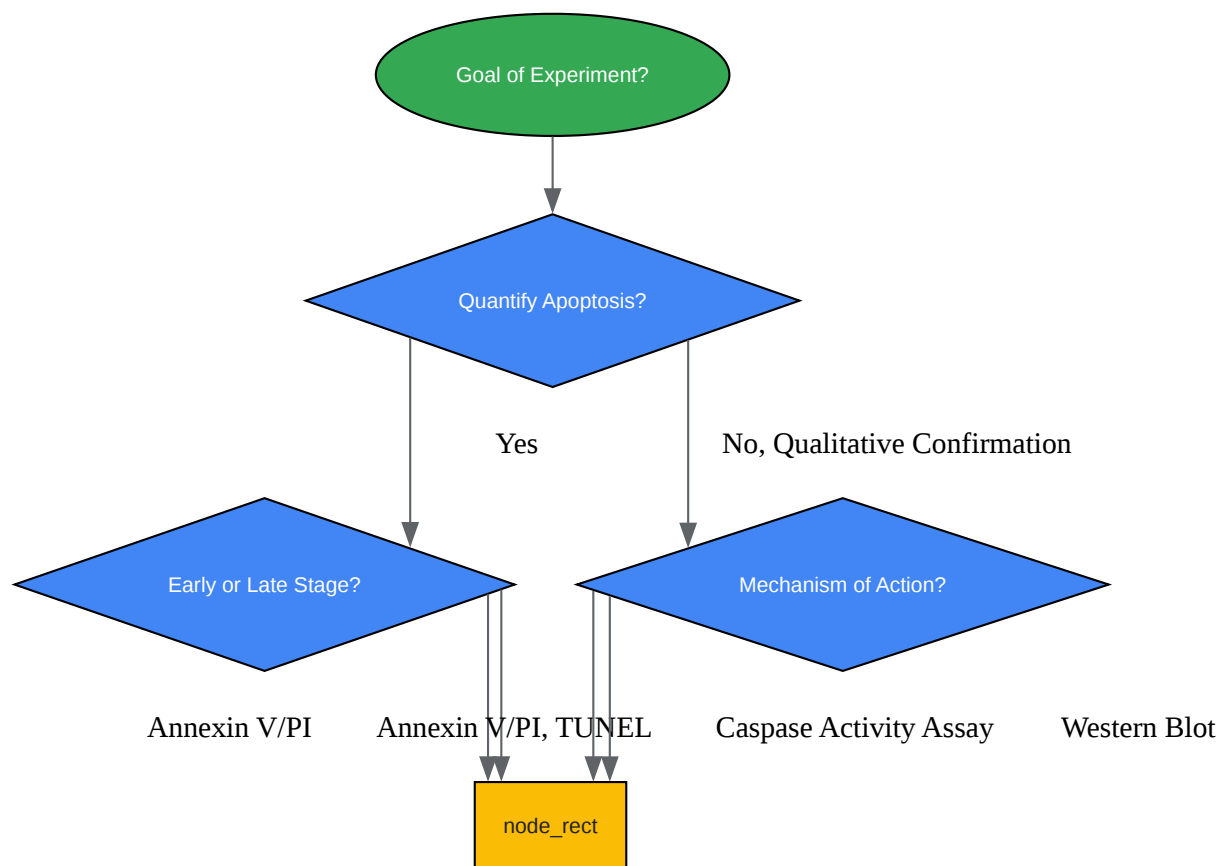 Goal of Experiment?
Quantify Apoptosis?
Yes
No, Qualitative Confirmation
Early or Late Stage?
Mechanism of Action?
Annexin V/PI
Annexin V/PI, TUNEL
Caspase Activity Assay
Western Blot
node_rect